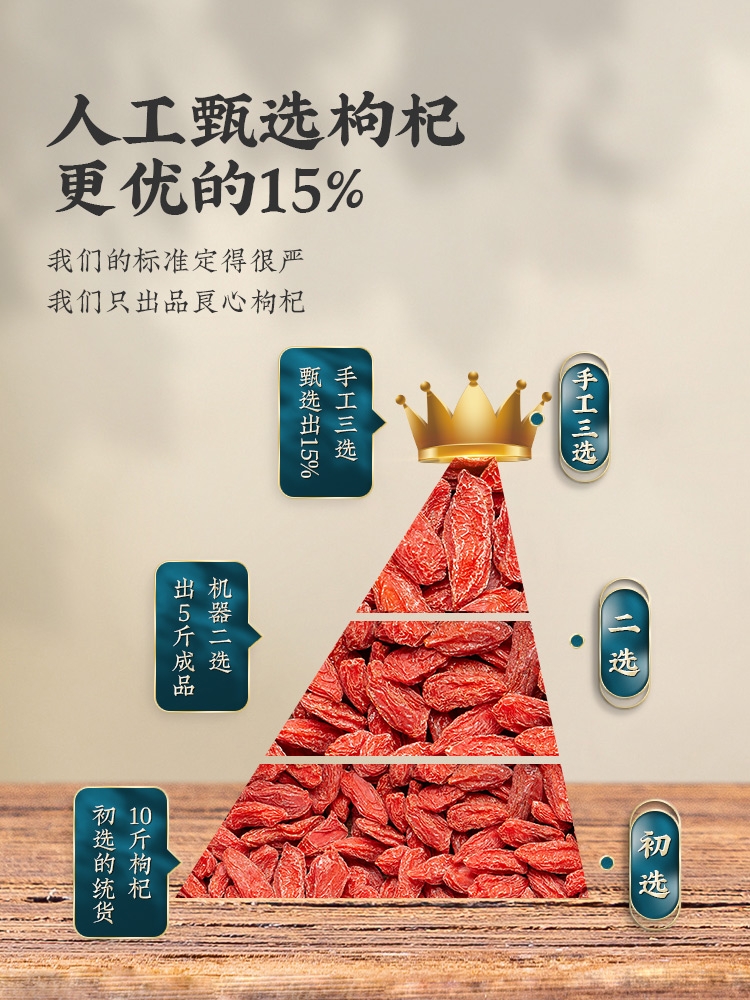 人工甄选枸杞
更优的15%
我们的标准定得很严
我们只出品良心枸杞
手工三选
甄选出15%
手工三选
机器二选
出5斤成品
二选
10斤枸杞
初选的统货
初选